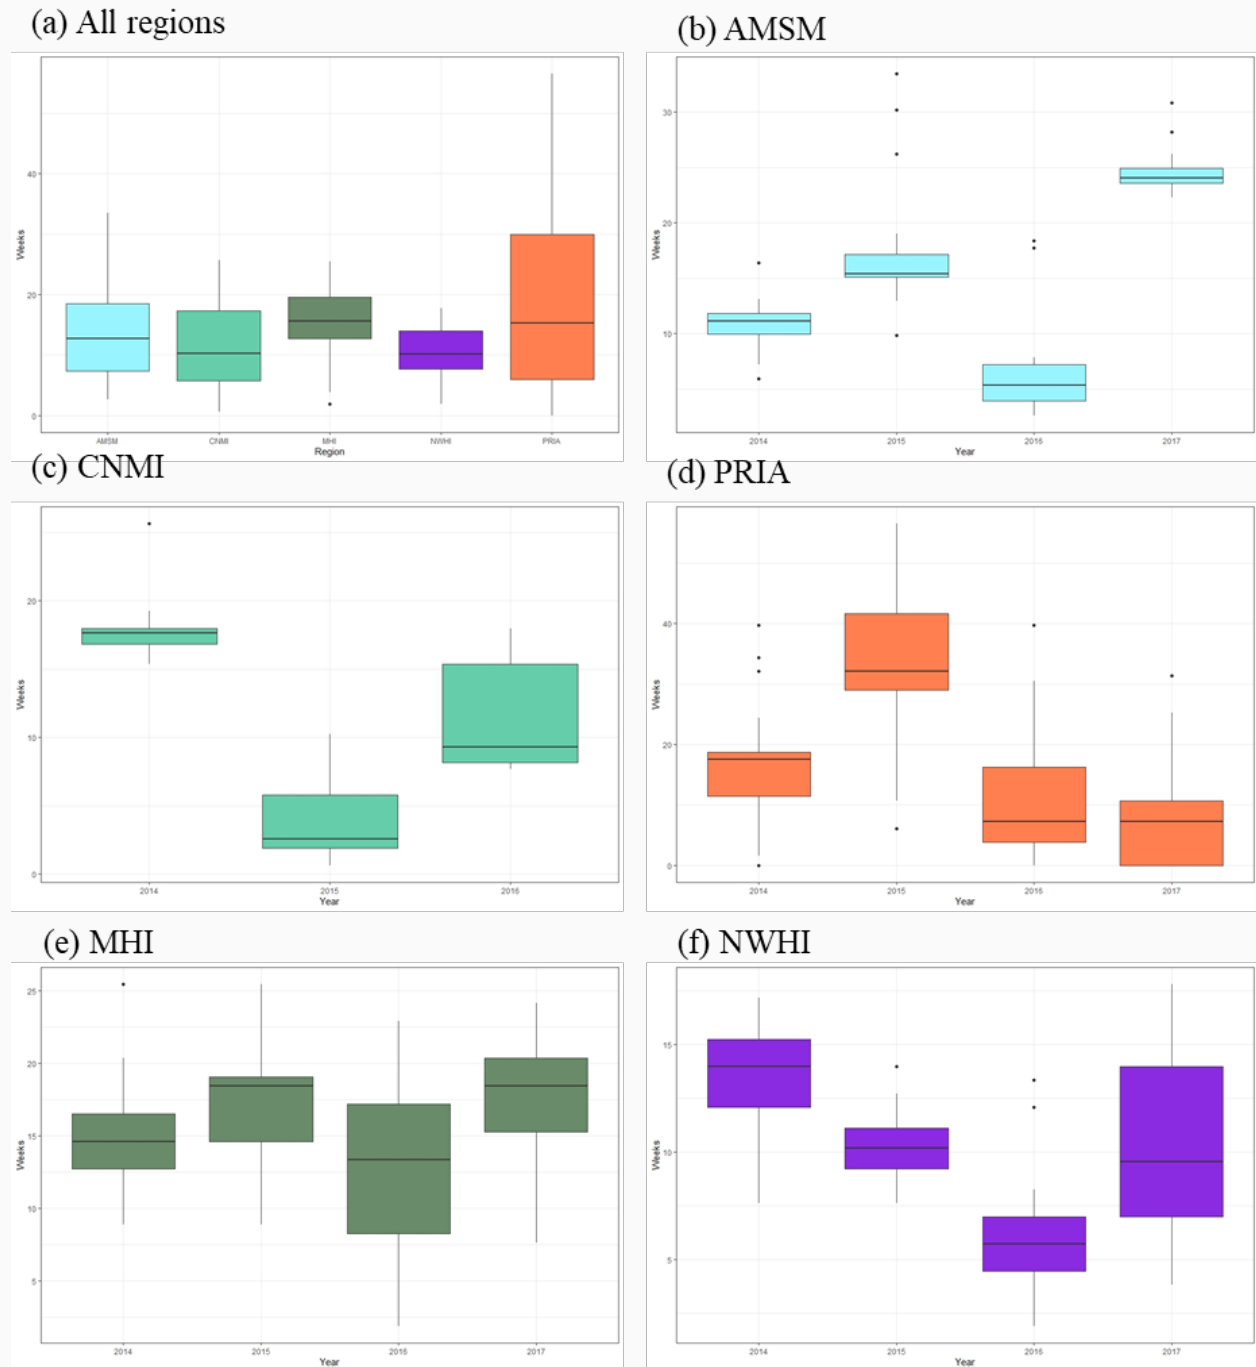 (a) All regions
Weeks
40
20
0
AMSM CNMI MHI NWHI PRIA
Region
(b) AMSM
Weeks
30
20
10
2014 2015 2016 2017
Year
(c) CNMI
Weeks
20
10
0
2014 2015 2016
Year
(d) PRIA
Weeks
40
20
0
2014 2015 2016 2017
Year
(e) MHI
Weeks
25
20
15
10
5
2014 2015 2016 2017
Year
(f) NWHI
Weeks
15
10
5
2014 2015 2016 2017
Year